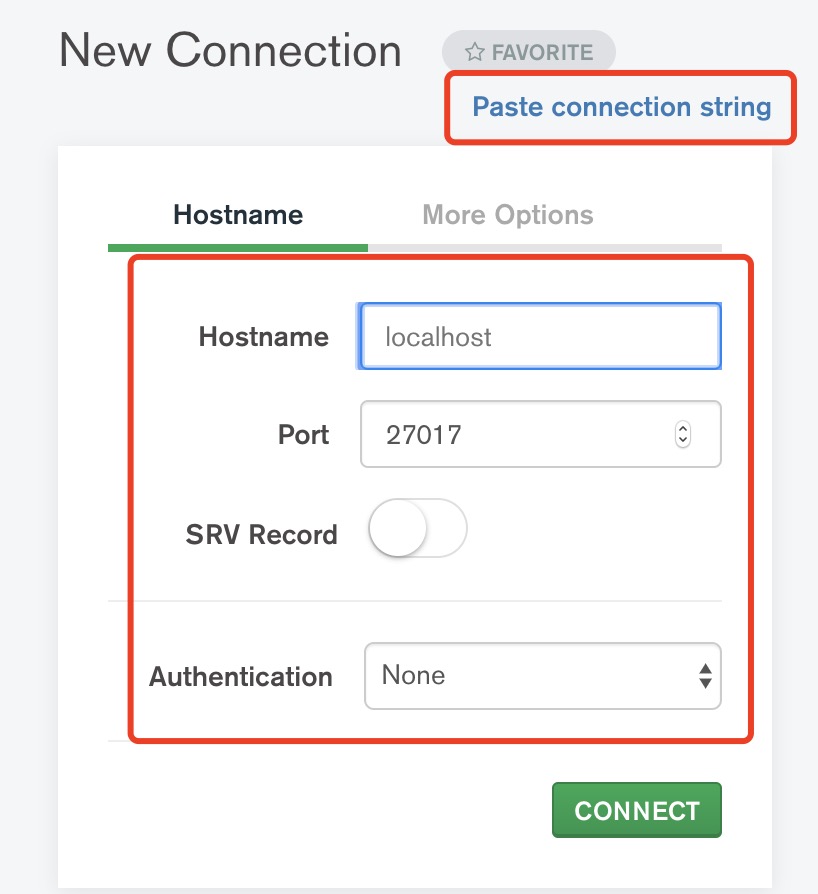 New Connection
FAVORITE
Paste connection string
Hostname More Options
Hostname localhost
Port 27017
SRV Record
Authentication None
CONNECT